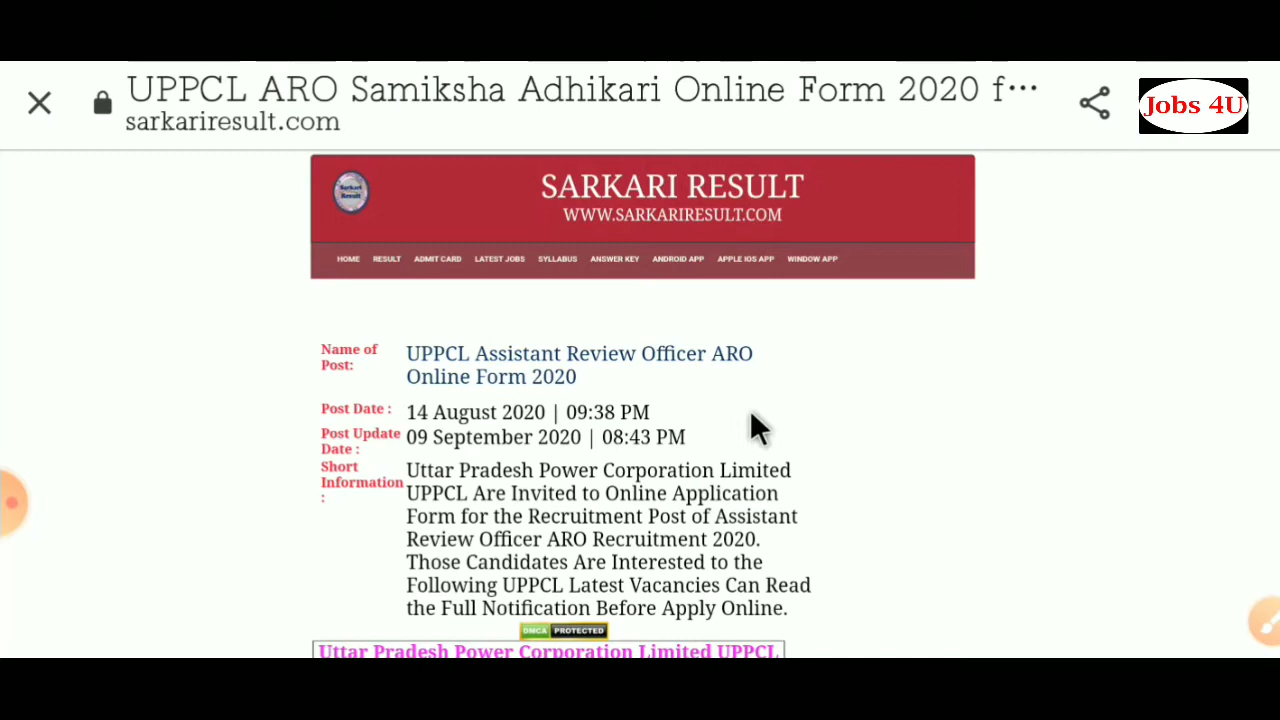 UPPCL ARO Samiksha Adhikari Online Form 2020 f...
sarkariresult.com
Jobs 4U
Sarkari
Result
SARKARI RESULT
WWW.SARKARIRESULT.COM
HOME RESULT ADMIT CARD LATEST JOBS SYLLABUS ANSWER KEY ANDROID APP APPLE IOS APP WINDOW APP
Name of
Post:
UPPCL Assistant Review Officer ARO
Online Form 2020
Post Date : 14 August 2020 | 09:38 PM
Post Update
Date :
09 September 2020 | 08:43 PM
Short
Information
:
Uttar Pradesh Power Corporation Limited
UPPCL Are Invited to Online Application
Form for the Recruitment Post of Assistant
Review Officer ARO Recruitment 2020.
Those Candidates Are Interested to the
Following UPPCL Latest Vacancies Can Read
the Full Notification Before Apply Online.
DMCA PROTECTED
Uttar Pradesh Power Corporation Limited UPPCL